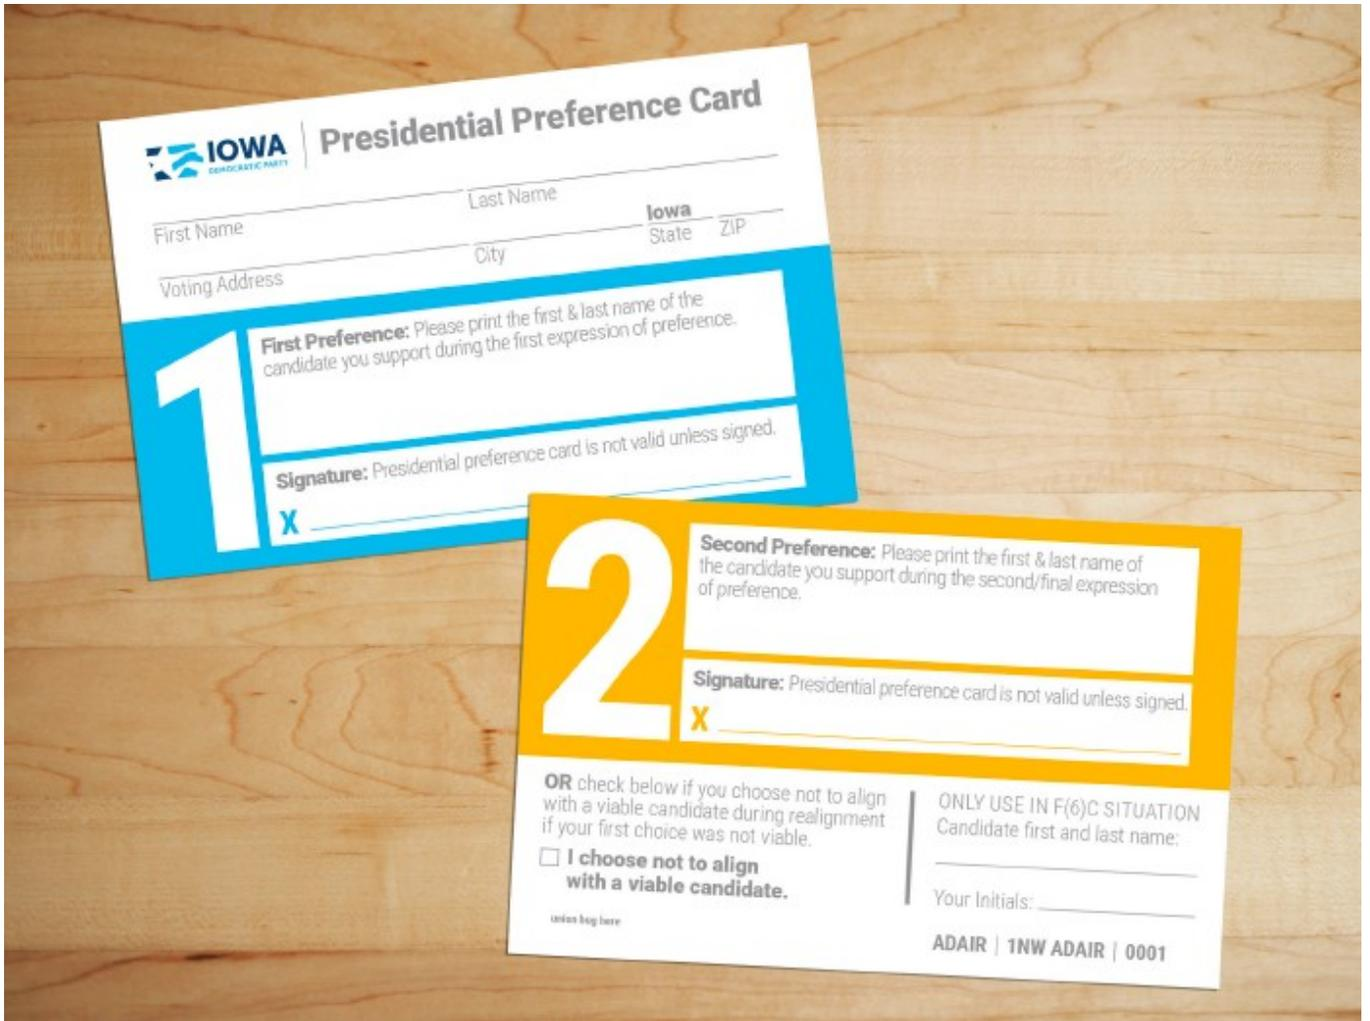 IOWA
DEMOCRATIC PARTY
Presidential Preference Card
First Name
Last Name
Voting Address
City
Iowa
State
ZIP
1
First Preference: Please print the first & last name of the
candidate you support during the first expression of preference.
Signature: Presidential preference card is not valid unless signed.
X
2
Second Preference: Please print the first & last name of
the candidate you support during the second/final expression
of preference.
Signature: Presidential preference card is not valid unless signed.
X
OR check below if you choose not to align
with a viable candidate during realignment
if your first choice was not viable.
I choose not to align
with a viable candidate.
union bug here
ONLY USE IN F(6)C SITUATION
Candidate first and last name:
Your Initials:
ADAIR | 1NW ADAIR | 0001